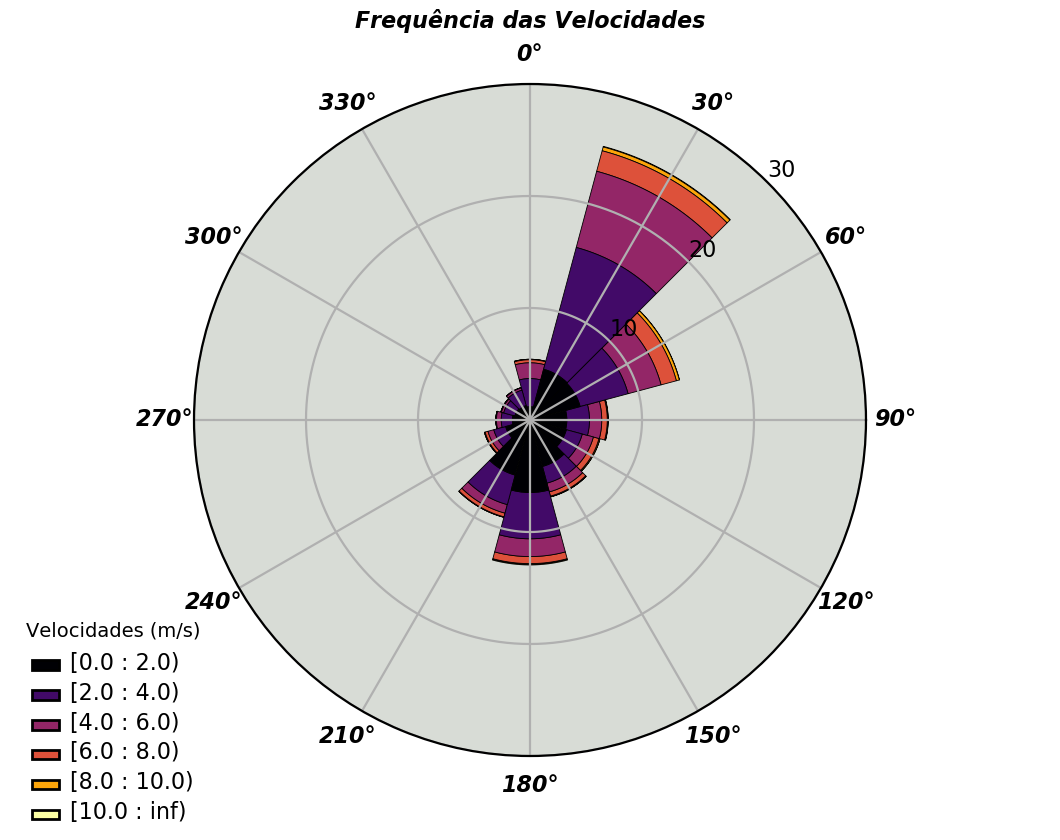 Frequência das Velocidades
0°
330°
30°
30
300°
60°
20
10
270°
90°
240°
120°
210°
150°
180°
Velocidades (m/s)
[0.0 : 2.0)
[2.0 : 4.0)
[4.0 : 6.0)
[6.0 : 8.0)
[8.0 : 10.0)
[10.0 : inf)